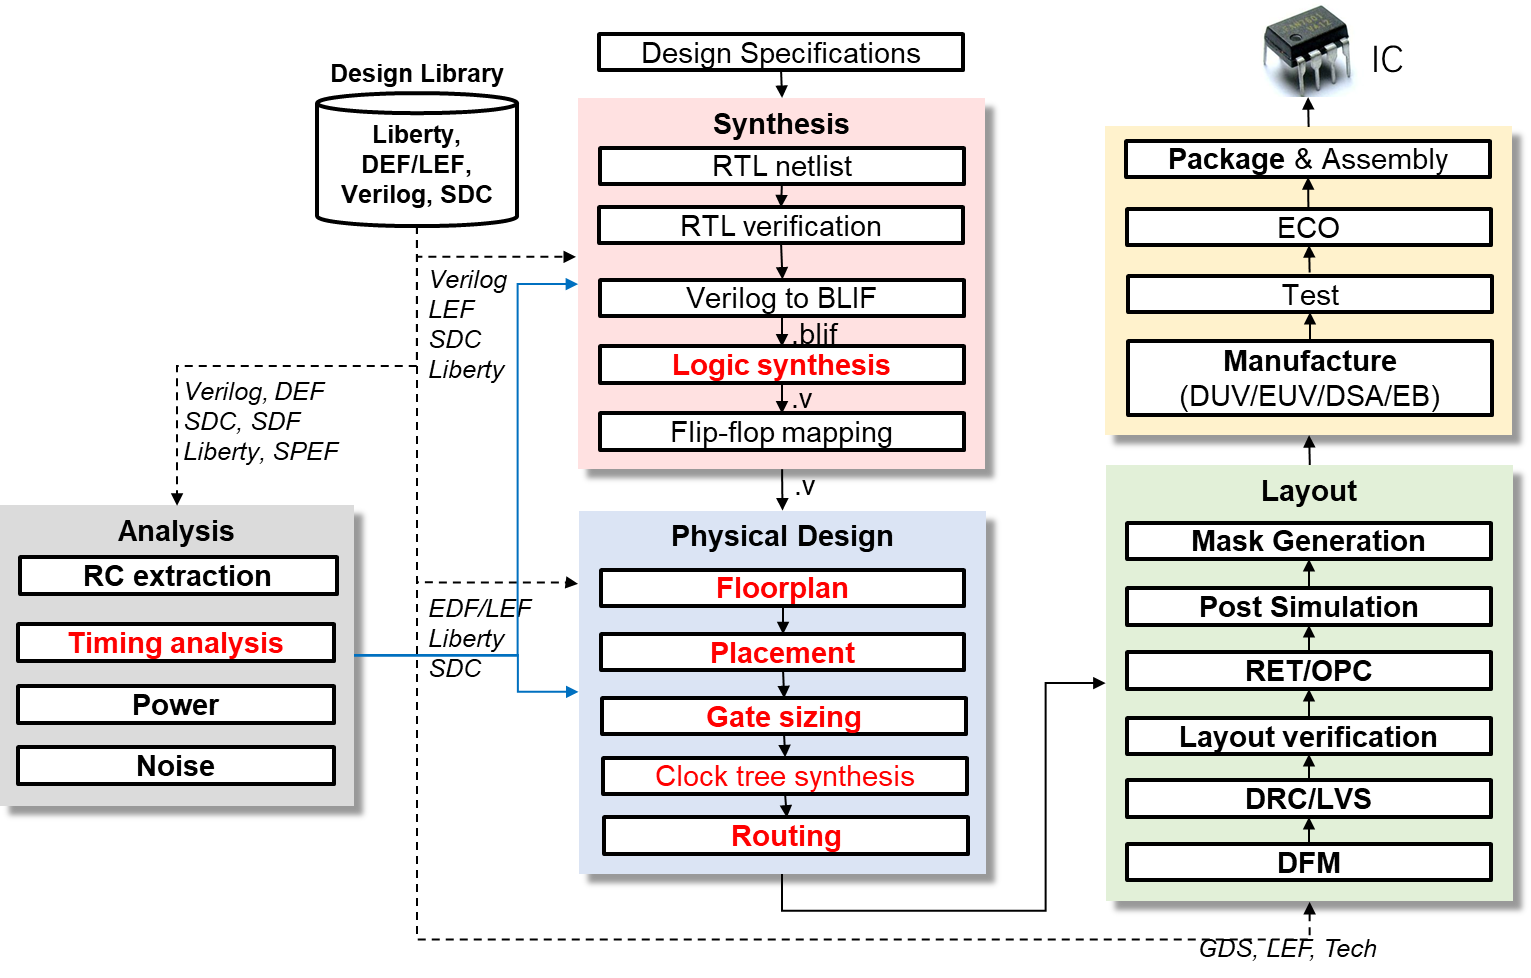 Design Specifications
Design Library
Liberty,
DEF/LEF,
Verilog, SDC
Synthesis
RTL netlist
RTL verification
Verilog to BLIF
.blif
Logic synthesis
.v
Flip-flop mapping
.v
Verilog
LEF
SDC
Liberty
Verilog, DEF
SDC, SDF
Liberty, SPEF
Analysis
RC extraction
Timing analysis
Power
Noise
EDF/LEF
Liberty
SDC
Physical Design
Floorplan
Placement
Gate sizing
Clock tree synthesis
Routing
IC
Package & Assembly
ECO
Test
Manufacture
(DUV/EUV/DSA/EB)
Layout
Mask Generation
Post Simulation
RET/OPC
Layout verification
DRC/LVS
DFM
GDS, LEF, Tech